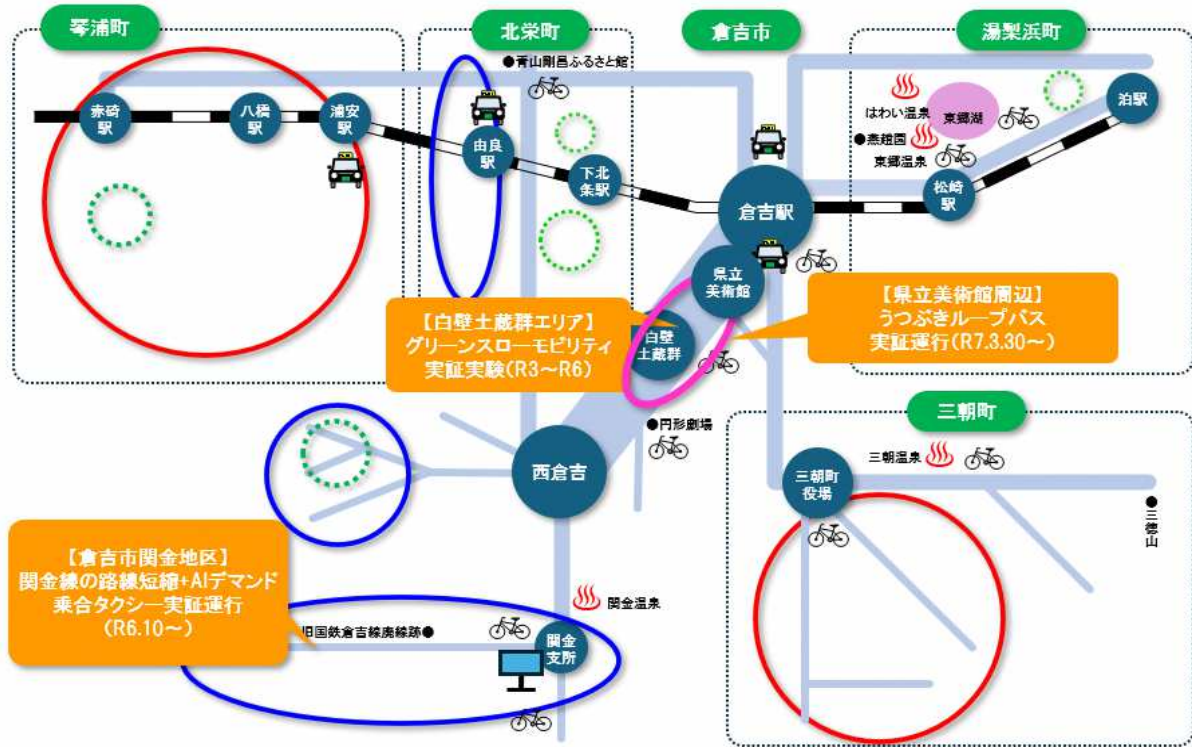 琴浦町
北栄町
倉吉市
湯梨浜町
●青山剛昌ふるさと館
はわい温泉
東郷湖
泊駅
赤碕
駅
八橋
駅
浦安
駅
由良
駅
下北
条駅
●燕趙園
東郷温泉
松崎
駅
倉吉駅
県立
美術館
【白壁土蔵群エリア】
グリーンスローモビリティ
実証実験(R3～R6)
白壁
土蔵群
【県立美術館周辺】
うつぶきループバス
実証運行(R7.3.30～)
三朝町
●円形劇場
西倉吉
三朝温泉
三朝町
役場
●三徳山
【倉吉市関金地区】
関金線の路線短縮+AIデマンド
乗合タクシー実証運行
(R6.10～)
関金温泉
旧国鉄倉吉線廃線跡●
関金
支所